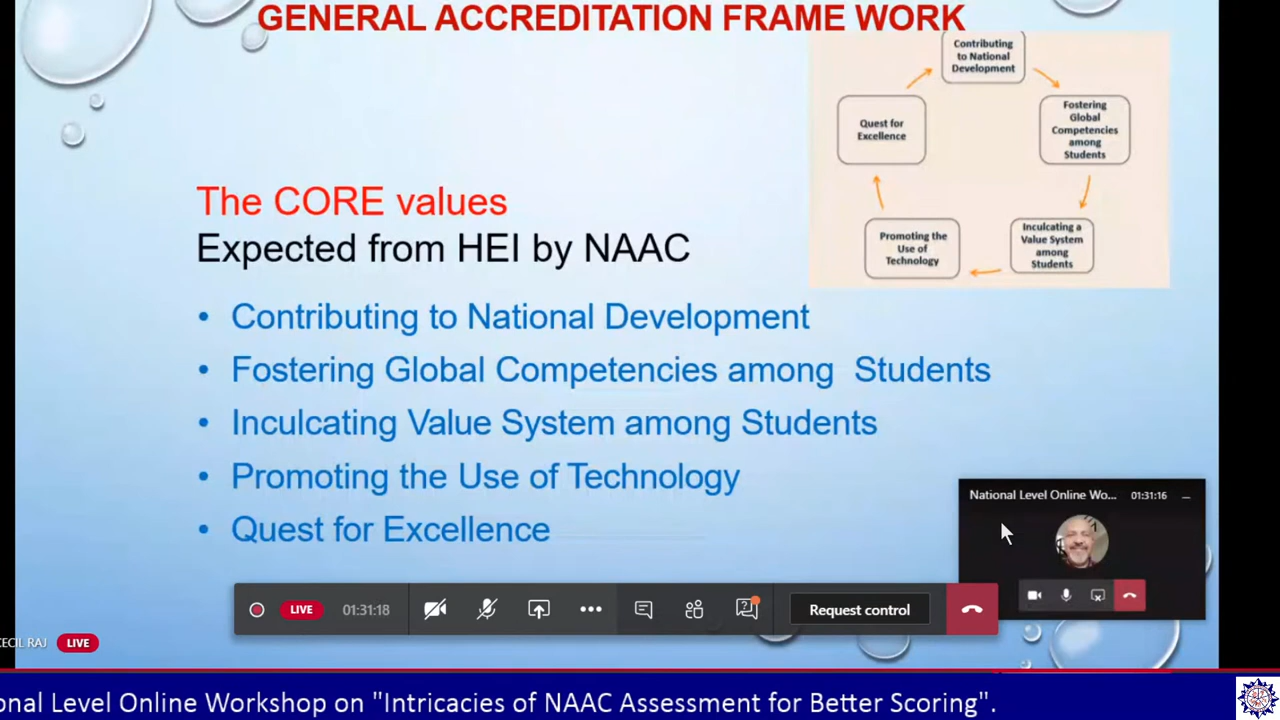 GENERAL ACCREDITATION FRAME WORK
Contributing
to National
Development
Quest for
Excellence
Fostering
Global
Competencies
among
Students
Promoting the
Use of
Technology
Inculcating a
Value System
among
Students
The CORE values
Expected from HEI by NAAC
• Contributing to National Development
• Fostering Global Competencies among Students
• Inculcating Value System among Students
• Promoting the Use of Technology
• Quest for Excellence
National Level Online Wo... 01:31:16
LIVE 01:31:18 Request control
CECIL RAJ LIVE
onal Level Online Workshop on "Intricacies of NAAC Assessment for Better Scoring".